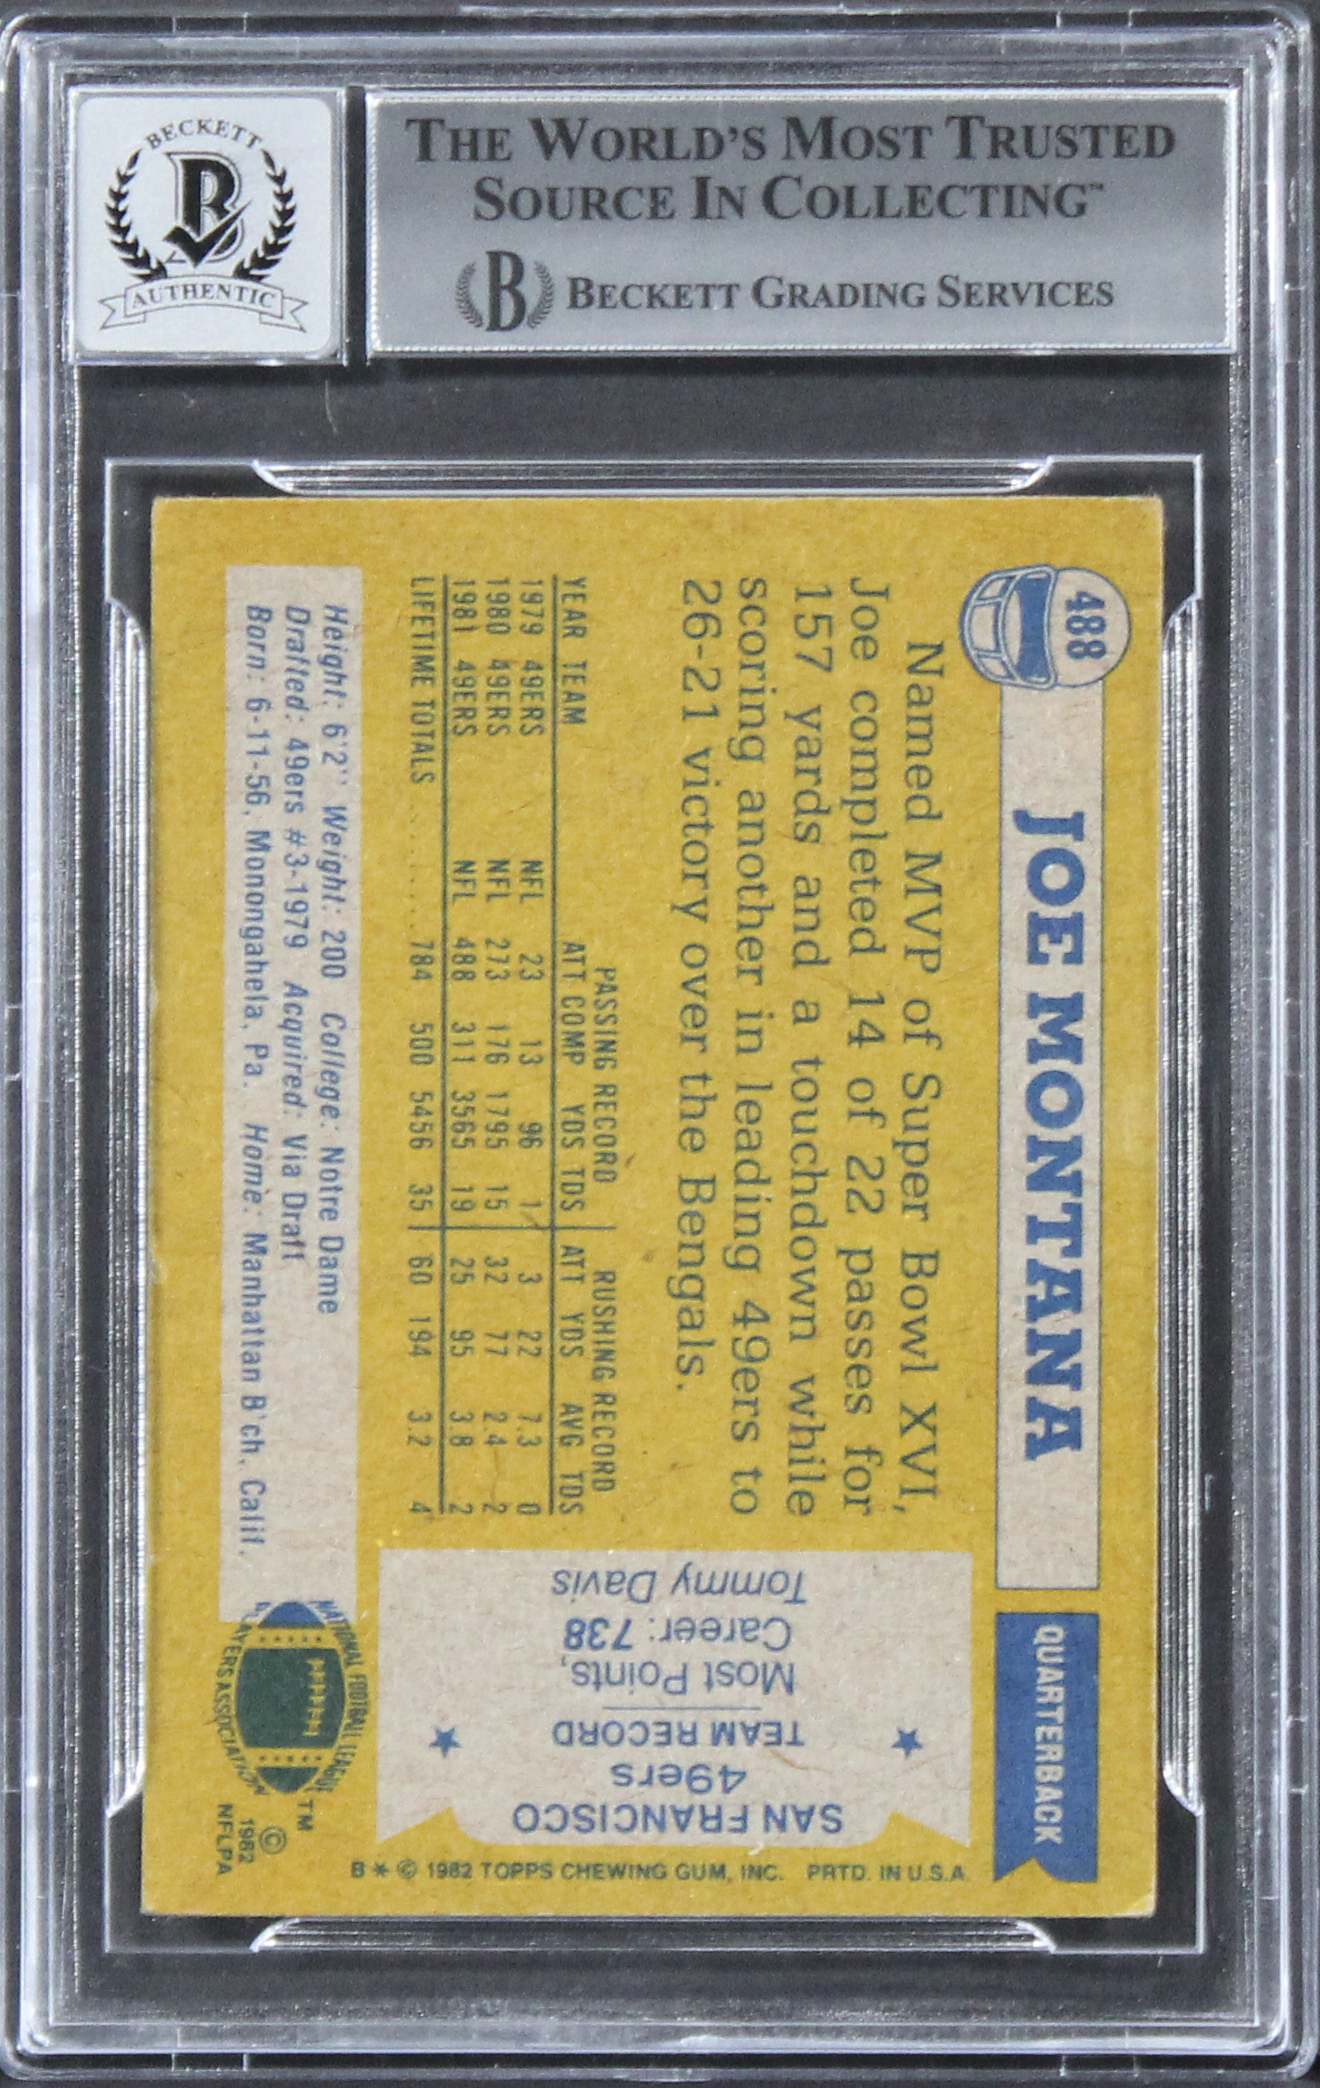 BECKETT
B
AUTHENTIC
THE WORLD'S MOST TRUSTED
SOURCE IN COLLECTING™
B BECKETT GRADING SERVICES
488
JOE MONTANA
QUARTERBACK
Named MVP of Super Bowl XVI,
Joe completed 14 of 22 passes for
157 yards and a touchdown while
scoring another in leading 49ers to
26-21 victory over the Bengals.
PASSING RECORD RUSHING RECORD
YEAR TEAM ATT COMP YDS TDS ATT YDS AVG TDS
1979 49ERS NFL 23 13 96 1 3 22 7.3 0
1980 49ERS NFL 273 176 1795 15 32 77 2.4 2
1981 49ERS NFL 488 311 3565 19 25 95 3.8 2
LIFETIME TOTALS .......... 784 500 5456 35 60 194 3.2 4
Height: 6'2'' Weight: 200 College: Notre Dame
Drafted: 49ers #3-1979 Acquired: Via Draft
Born: 6-11-56, Monongahela, Pa. Home: Manhattan B'ch, Calif.
SAN FRANCISCO
49ers
TEAM RECORD
Most Points,
Career: 738
Tommy Davis
NATIONAL FOOTBALL LEAGUE
PLAYERS ASSOCIATION
TM
©
1982
NFLPA
B * © 1982 TOPPS CHEWING GUM, INC. PRTD. IN U.S.A.